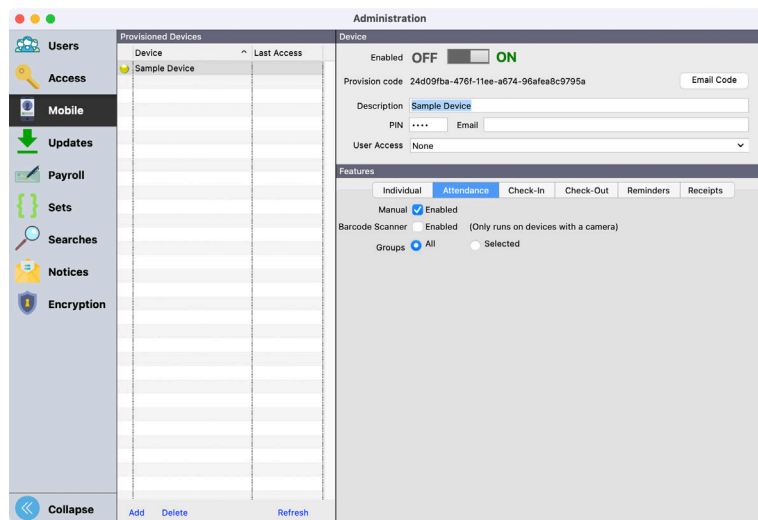 Administration
Users
Access
Mobile
Updates
Payroll
Sets
Searches
Notices
Encryption
Collapse
Provisioned Devices
Device ^ Last Access
Sample Device
Add Delete Refresh
Device
Enabled OFF ON
Provision code 24d09fba-476f-11ee-a674-96afea8c9795a Email Code
Description Sample Device
PIN •••• Email
User Access None
Features
Individual Attendance Check-In Check-Out Reminders Receipts
Manual Enabled
Barcode Scanner Enabled (Only runs on devices with a camera)
Groups All Selected